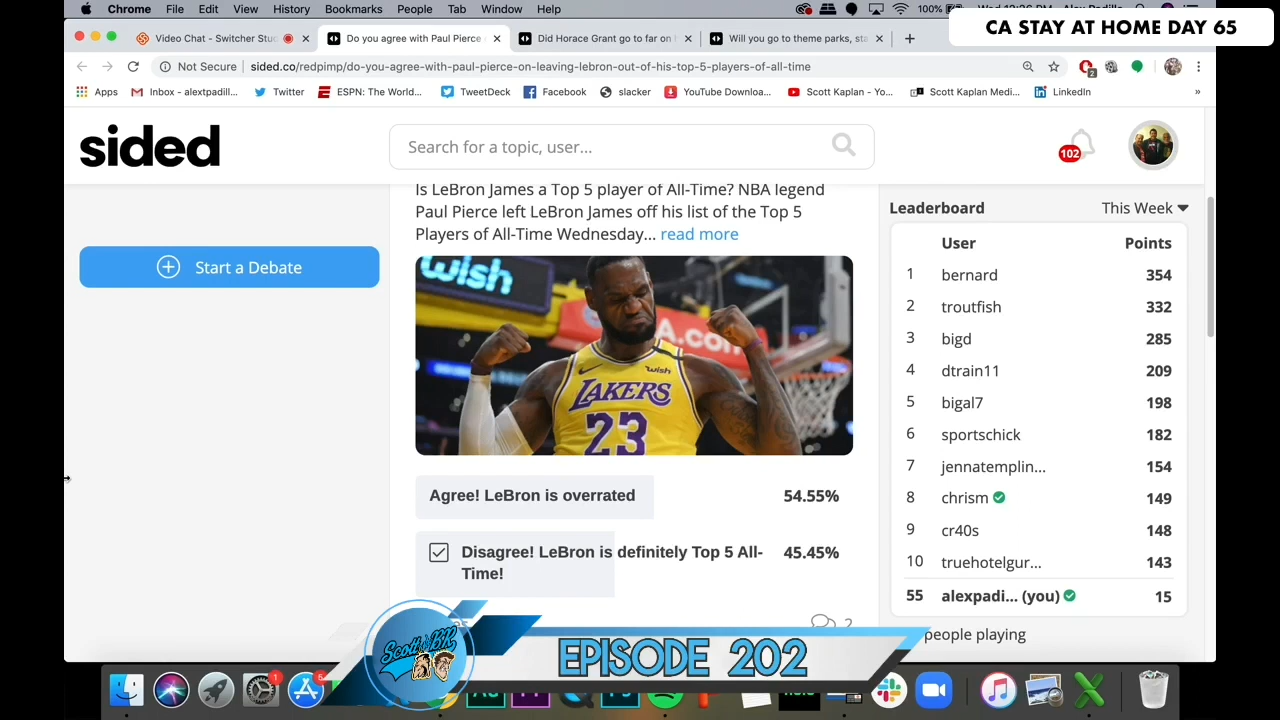 Chrome File Edit View History Bookmarks People Tab Window Help 100%
CA STAY AT HOME DAY 65
Video Chat - Switcher Stu
Do you agree with Paul Pierce
Did Horace Grant go to far on
Will you go to theme parks, sta
Not Secure sided.co/redpimp/do-you-agree-with-paul-pierce-on-leaving-lebron-out-of-his-top-5-players-of-all-time
2
Apps Inbox - alextpadill... Twitter ESPN: The World... TweetDeck Facebook slacker YouTube Downloa... Scott Kaplan - Yo... Scott Kaplan Medi... LinkedIn »
sided
Search for a topic, user...
102
Is LeBron James a Top 5 player of All-Time? NBA legend
Paul Pierce left LeBron James off his list of the Top 5
Players of All-Time Wednesday... read more
Start a Debate
wish
A.com
wish
LAKERS
23
Agree! LeBron is overrated 54.55%
Disagree! LeBron is definitely Top 5 All-
Time! 45.45%
2
Leaderboard This Week
User Points
1 bernard 354
2 troutfish 332
3 bigd 285
4 dtrain11 209
5 bigal7 198
6 sportschick 182
7 jennatemplin... 154
8 chrism 149
9 cr40s 148
10 truehotelgur... 143
55 alexpadi... (you) 15
people playing
Scott & BR
EPISODE 202
1